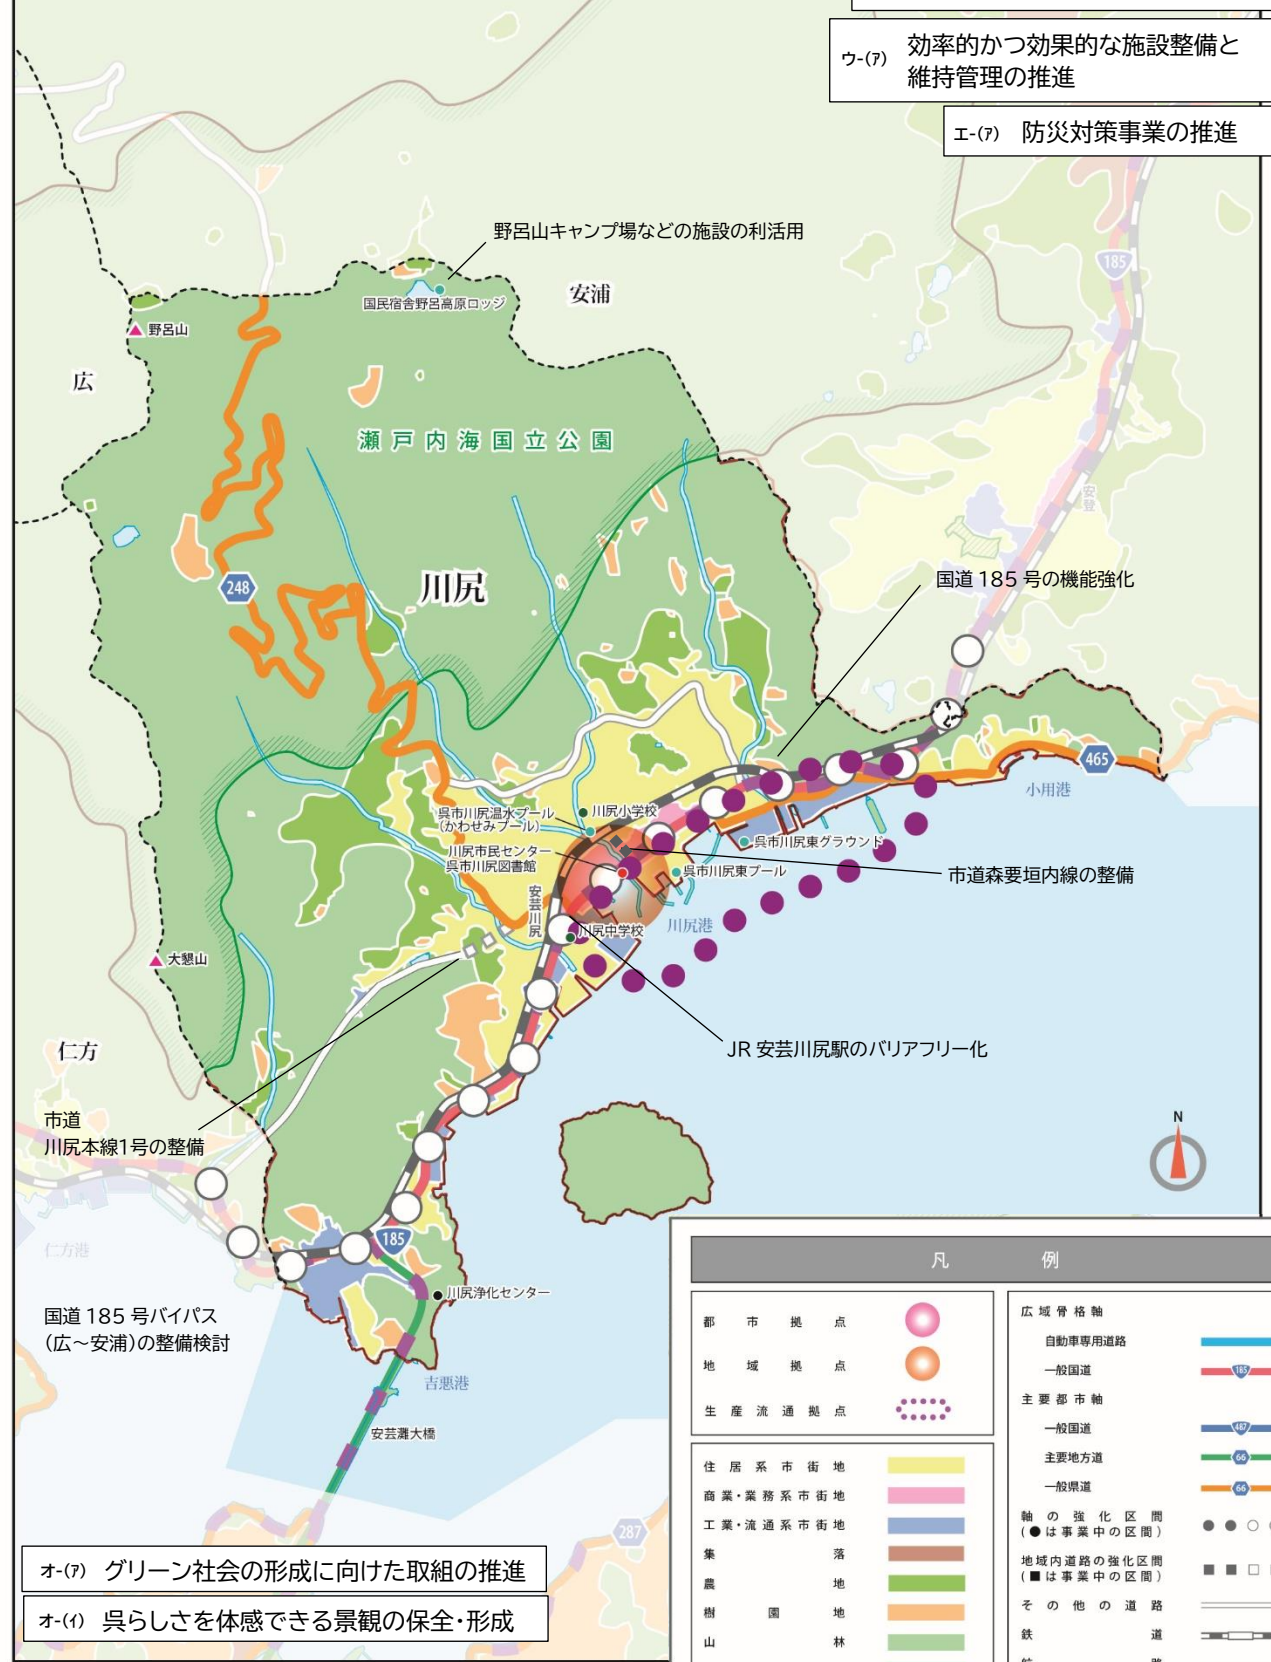 ウ-(ｱ) 効率的かつ効果的な施設整備と
維持管理の推進
エ-(ｱ) 防災対策事業の推進
野呂山キャンプ場などの施設の利活用
185
国民宿舎野呂高原ロッジ
安浦
野呂山
広
瀬戸内海国立公園
安登
248
川尻
国道185号の機能強化
465
小用港
呉市川尻温水プール
(かわせみプール)
川尻小学校
呉市川尻東グラウンド
川尻市民センター
呉市川尻図書館
呉市川尻東プール
市道森要垣内線の整備
安芸川尻
川尻港
川尻中学校
大懇山
仁方
JR安芸川尻駅のバリアフリー化
市道
川尻本線1号の整備
N
仁方港
185
川尻浄化センター
国道185号バイパス
(広～安浦)の整備検討
吉悪港
安芸灘大橋
287
オ-(ｱ) グリーン社会の形成に向けた取組の推進
オ-(ｲ) 呉らしさを体感できる景観の保全・形成
凡例
都市拠点
地域拠点
生産流通拠点
住居系市街地
商業・業務系市街地
工業・流通系市街地
集落
農地
樹園地
山林
広域骨格軸
自動車専用道路
一般国道 185
主要都市軸
一般国道 487
主要地方道 66
一般県道 66
軸の強化区間
(●は事業中の区間)
地域内道路の強化区間
(■は事業中の区間)
その他の道路
鉄道